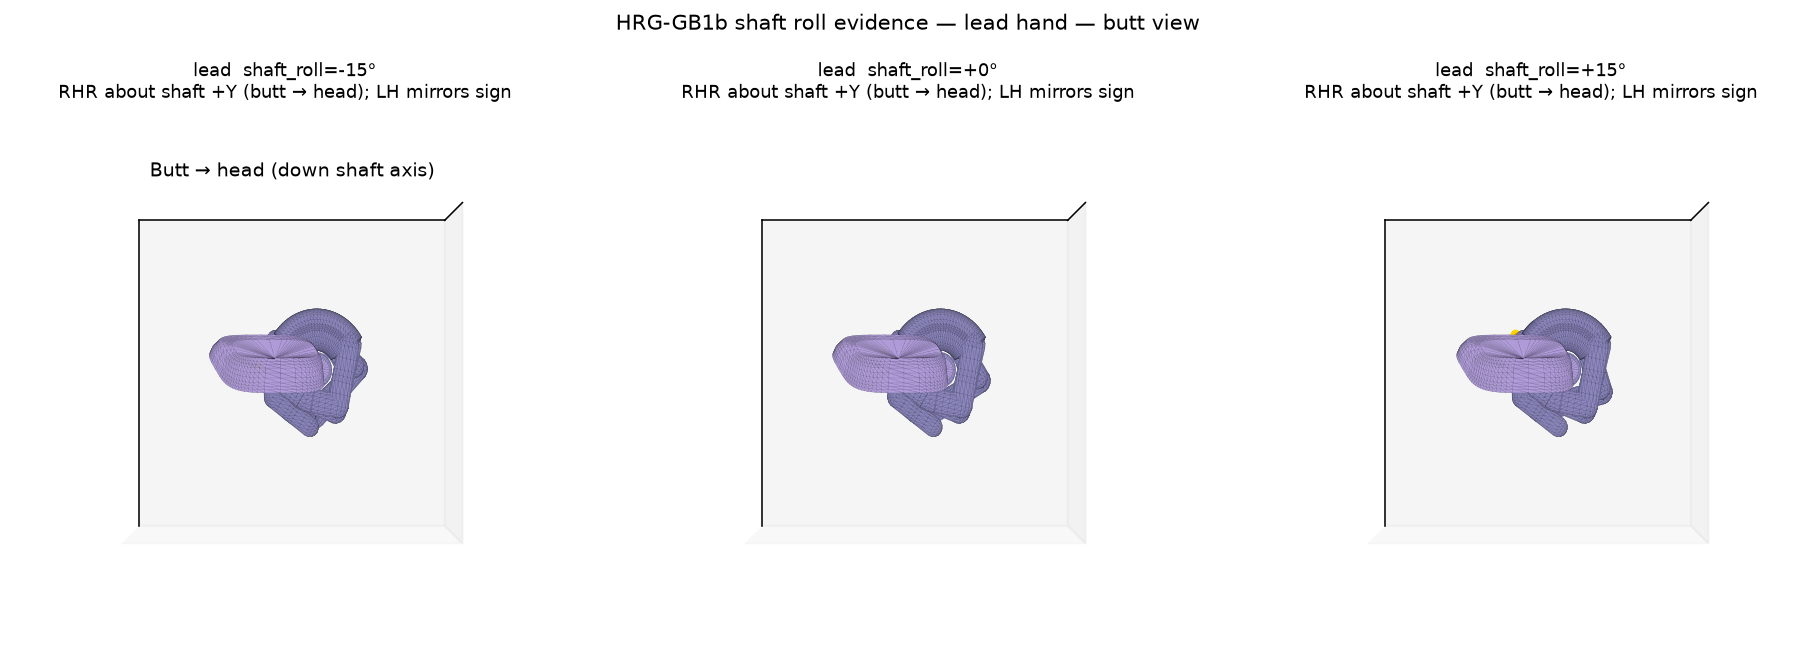 HRG-GB1b shaft roll evidence — lead hand — butt view
lead  shaft_roll=-15°
RHR about shaft +Y (butt → head); LH mirrors sign
lead  shaft_roll=+0°
RHR about shaft +Y (butt → head); LH mirrors sign
lead  shaft_roll=+15°
RHR about shaft +Y (butt → head); LH mirrors sign
Butt → head (down shaft axis)